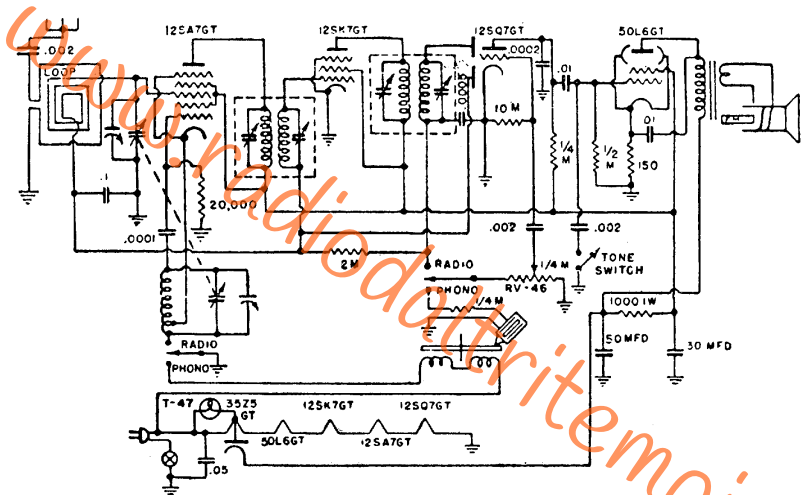 12SA7GT
12SK7GT
12SQ7GT
50L6GT
.002
LOOP
.0002
.01
10 M
1/4
M
1/2
M
.01
150
.1
20,000
.0001
2M
.002
.002
RADIO
PHONO
1/4 M
RV-46
TONE
SWITCH
1/4 M
1000 1W
50 MFD
30 MFD
RADIO
PHONO
T-47
35Z5
GT
12SK7GT
12SQ7GT
50L6GT
12SA7GT
.05
www.radiodaltritempi